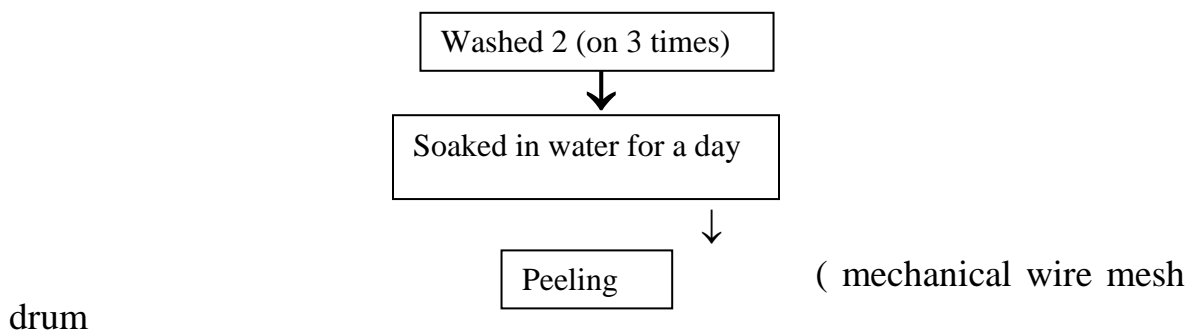 Washed 2 (on 3 times)
Soaked in water for a day
Peeling ( mechanical wire mesh
drum